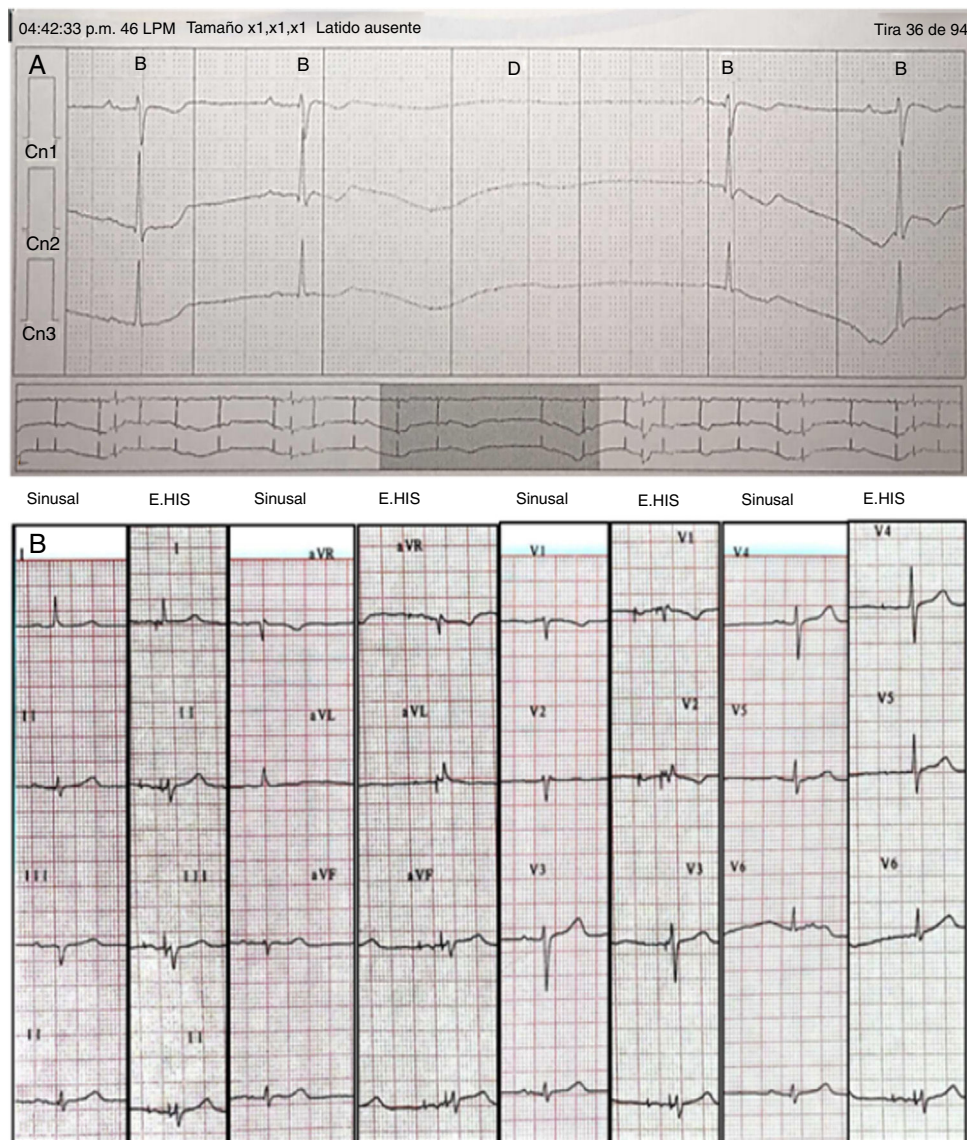 04:42:33 p.m. 46 LPM Tamaño x1,x1,x1 Latido ausente
Tira 36 de 94
A
B B D B B
Cn1
Cn2
Cn3
Sinusal E.HIS Sinusal E.HIS Sinusal E.HIS Sinusal E.HIS
B
I I aVR aVR V1 V1 V4 V4
II II aVL aVL V2 V2 V5 V5
III III aVF aVF V3 V3 V6 V6
II II